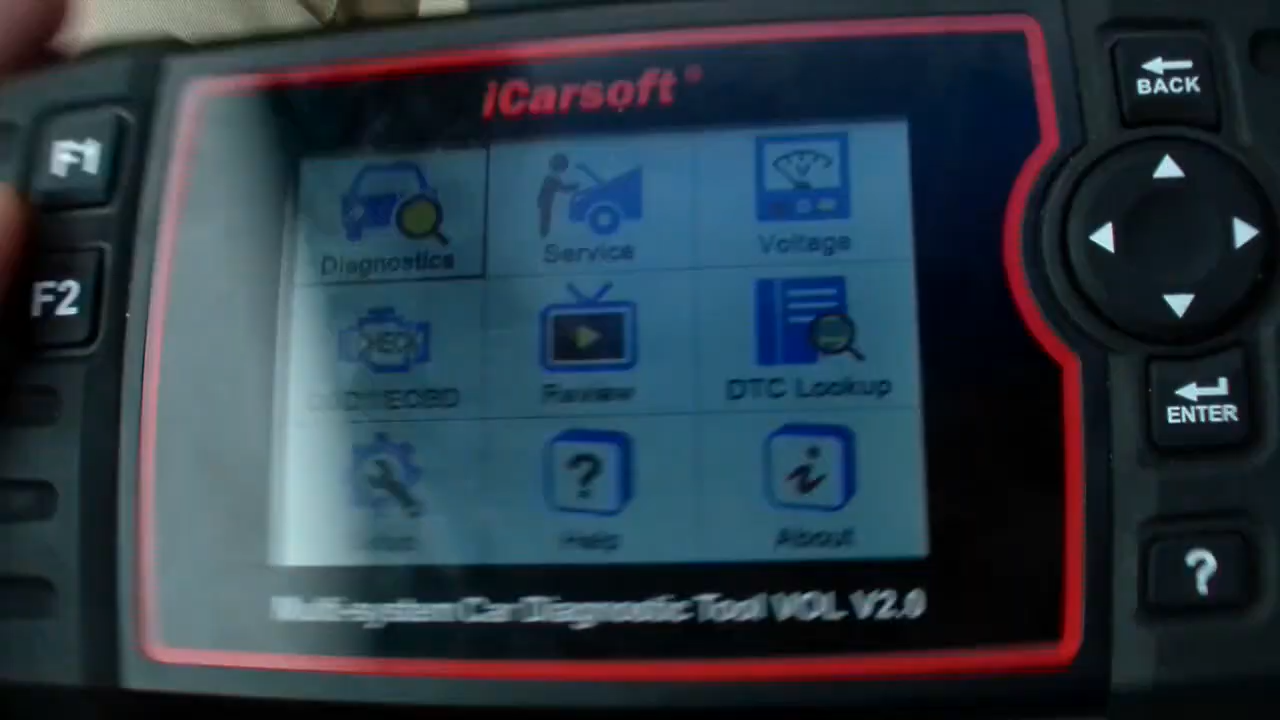 iCarsoft®
F1
F2
BACK
ENTER
?
Diagnostics
Service
Voltage
CHECK
Review
DTC Lookup
?
Help
i
About
Multi-system Car Diagnostic Tool VOL V2.0